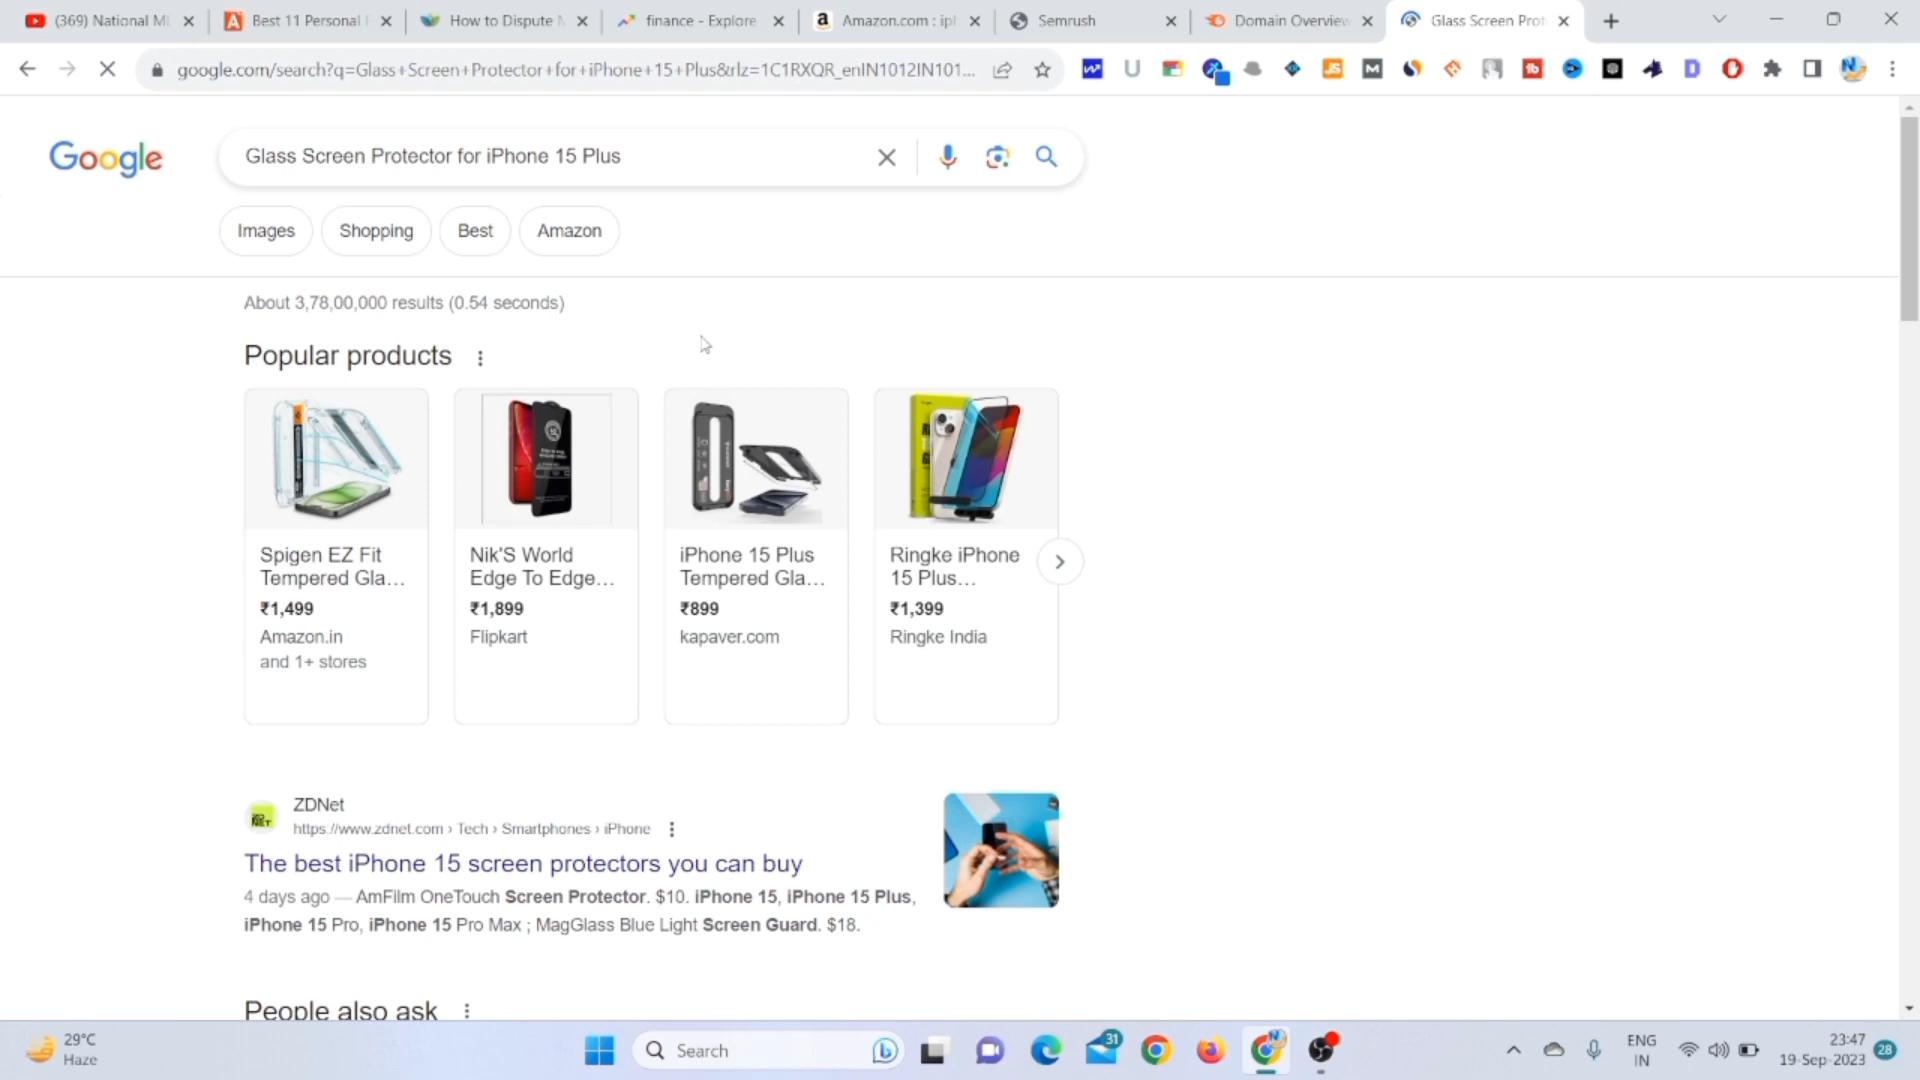 (369) National Mi
Best 11 Personal F
How to Dispute M
finance - Explore
Amazon.com : ipl
Semrush
Domain Overview
Glass Screen Prot
google.com/search?q=Glass+Screen+Protector+for+iPhone+15+Plus&rlz=1C1RXQR_enIN1012IN101...
Google
Glass Screen Protector for iPhone 15 Plus
Images
Shopping
Best
Amazon
About 3,78,00,000 results (0.54 seconds)
Popular products
Spigen EZ Fit
Tempered Gla...
₹1,499
Amazon.in
and 1+ stores
Nik'S World
Edge To Edge...
₹1,899
Flipkart
iPhone 15 Plus
Tempered Gla...
₹899
kapaver.com
Ringke iPhone
15 Plus...
₹1,399
Ringke India
ZDNet
https://www.zdnet.com › Tech › Smartphones › iPhone
The best iPhone 15 screen protectors you can buy
4 days ago — AmFilm OneTouch Screen Protector. $10. iPhone 15, iPhone 15 Plus,
iPhone 15 Pro, iPhone 15 Pro Max ; MagGlass Blue Light Screen Guard. $18.
People also ask
29°C
Haze
Search
31
ENG
IN
23:47
19-Sep-2023
28